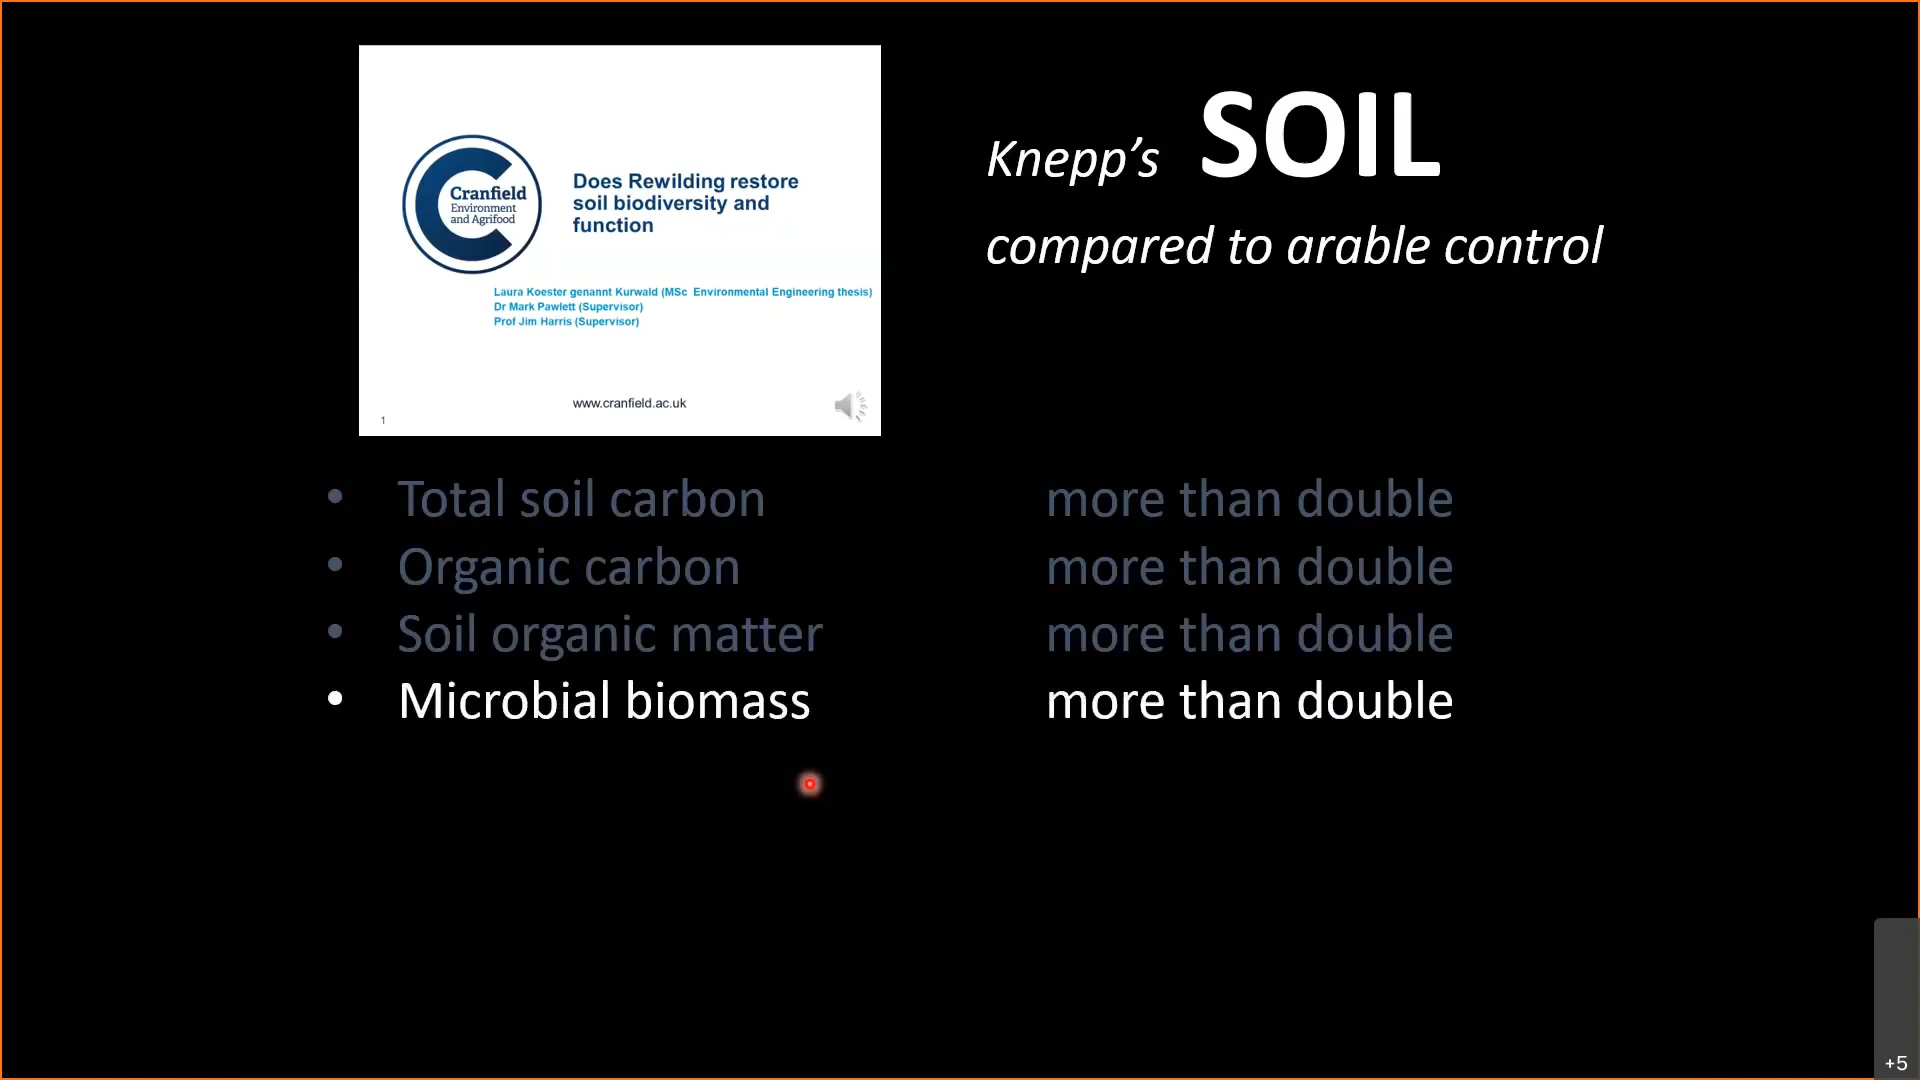 Cranfield
Environment
and Agrifood
Does Rewilding restore
soil biodiversity and
function
Laura Koester genannt Kurwald (MSc Environmental Engineering thesis)
Dr Mark Pawlett (Supervisor)
Prof Jim Harris (Supervisor)
www.cranfield.ac.uk
1
Knepp’s SOIL
compared to arable control
• Total soil carbon more than double
• Organic carbon more than double
• Soil organic matter more than double
• Microbial biomass more than double
+5